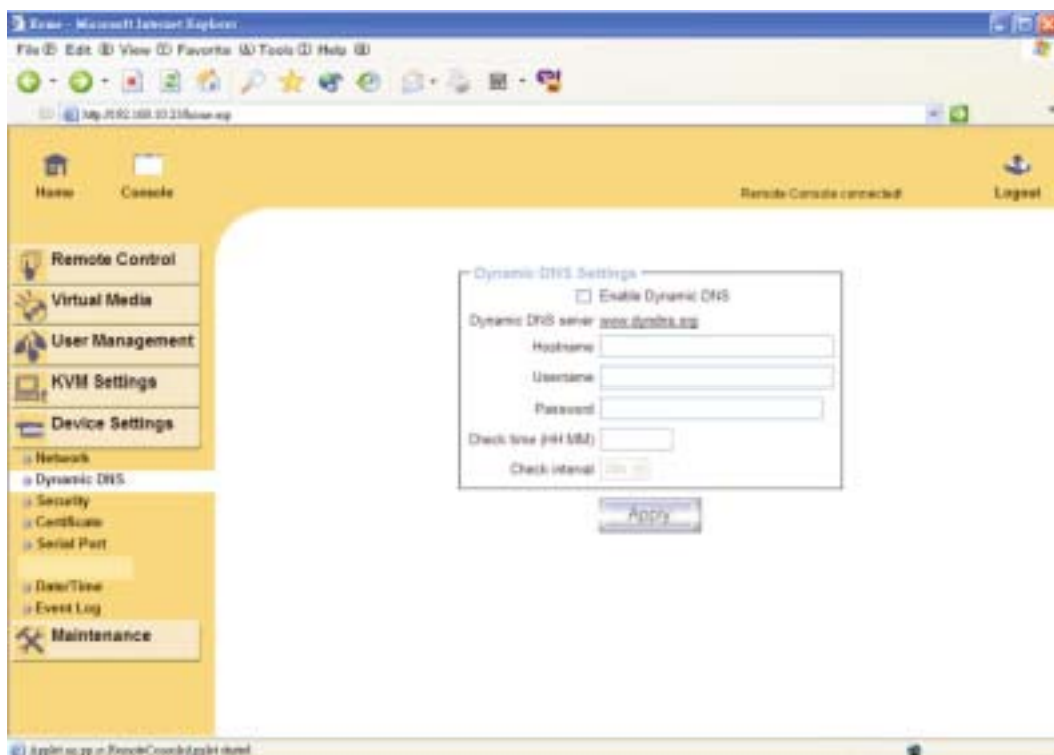 Microsoft Internet Explorer
File (F) Edit (E) View (V) Favorite (A) Tools (T) Help (H)
Home
Console
Remote Console connected!
Logout
Remote Control
Virtual Media
User Management
KVM Settings
Device Settings
Network
Dynamic DNS
Security
Certificate
Serial Port
Date/Time
Event Log
Maintenance
Dynamic DNS Settings
Enable Dynamic DNS
Dynamic DNS server www.dyndns.org
Hostname
Username
Password
Check time (HH:MM)
Check interval
Apply